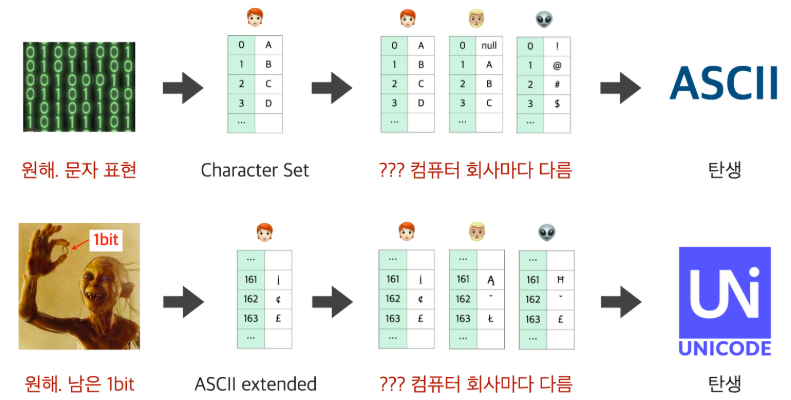 0 A
1 B
2 C
3 D
...
0 A
1 B
2 C
3 D
...
0 null
1 A
2 B
3 C
...
0 !
1 @
2 #
3 $
...
ASCII
원해. 문자 표현
Character Set
??? 컴퓨터 회사마다 다름
탄생
1bit
...
161 ¡
162 ¢
163 £
...
...
161 ¡
162 ¢
163 £
...
...
161 Ą
162 ˘
163 Ł
...
...
161 Ħ
162 ˘
163 £
...
UNi
UNICODE
원해. 남은 1bit
ASCII extended
??? 컴퓨터 회사마다 다름
탄생